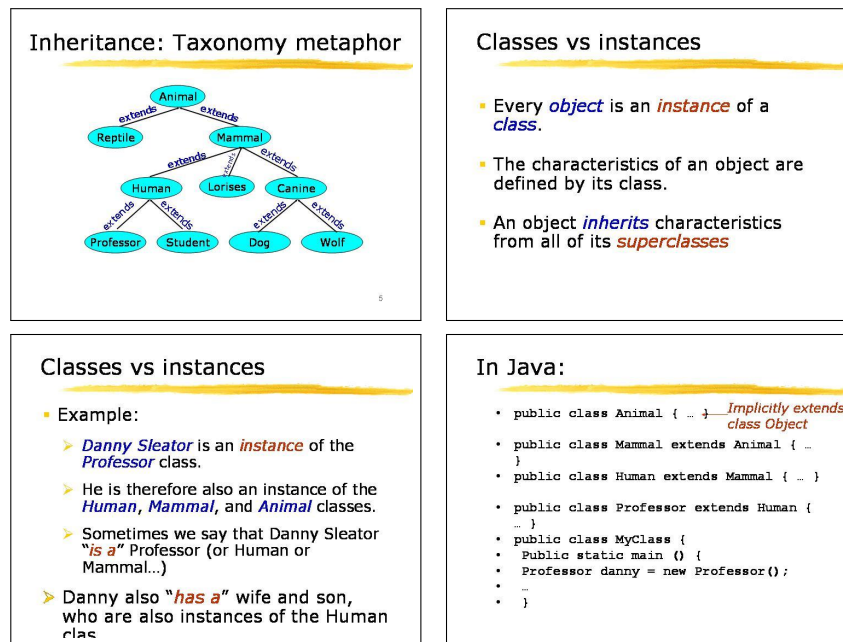 Inheritance: Taxonomy metaphor
Animal
extends
extends
Reptile
Mammal
extends
extends
extends
Human
Lorises
Canine
extends
extends
extends
extends
Professor
Student
Dog
Wolf
5
Classes vs instances
Every object is an instance of a
class.
The characteristics of an object are
defined by its class.
An object inherits characteristics
from all of its superclasses
Classes vs instances
Example:
Danny Sleator is an instance of the
Professor class.
He is therefore also an instance of the
Human, Mammal, and Animal classes.
Sometimes we say that Danny Sleator
"is a" Professor (or Human or
Mammal…)
Danny also "has a" wife and son,
who are also instances of the Human
clas
In Java:
• public class Animal { … }
Implicitly extends
class Object
• public class Mammal extends Animal { …
}
• public class Human extends Mammal { … }
• public class Professor extends Human {
… }
• public class MyClass {
• Public static main () {
• Professor danny = new Professor();
• …
• }